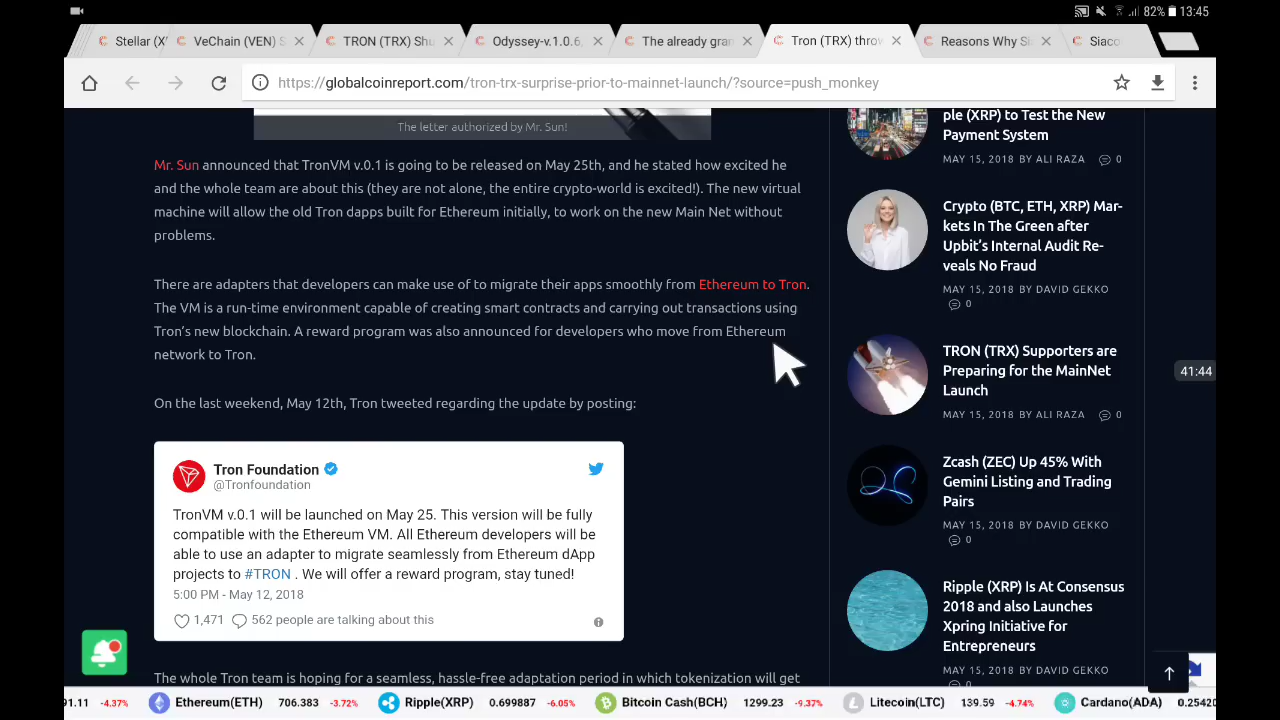 82% 13:45
Stellar (X
VeChain (VEN) S
TRON (TRX) Shu
Odyssey-v.1.0.6,
The already gran
Tron (TRX) throw
Reasons Why Si
Siaco
https://globalcoinreport.com/tron-trx-surprise-prior-to-mainnet-launch/?source=push_monkey
The letter authorized by Mr. Sun!
Mr. Sun announced that TronVM v.0.1 is going to be released on May 25th, and he stated how excited he
and the whole team are about this (they are not alone, the entire crypto-world is excited!). The new virtual
machine will allow the old Tron dapps built for Ethereum initially, to work on the new Main Net without
problems.
There are adapters that developers can make use of to migrate their apps smoothly from Ethereum to Tron.
The VM is a run-time environment capable of creating smart contracts and carrying out transactions using
Tron's new blockchain. A reward program was also announced for developers who move from Ethereum
network to Tron.
On the last weekend, May 12th, Tron tweeted regarding the update by posting:
Tron Foundation
@Tronfoundation
TronVM v.0.1 will be launched on May 25. This version will be fully
compatible with the Ethereum VM. All Ethereum developers will be
able to use an adapter to migrate seamlessly from Ethereum dApp
projects to #TRON . We will offer a reward program, stay tuned!
5:00 PM - May 12, 2018
1,471 562 people are talking about this
The whole Tron team is hoping for a seamless, hassle-free adaptation period in which tokenization will get
ple (XRP) to Test the New
Payment System
MAY 15, 2018 BY ALI RAZA 0
Crypto (BTC, ETH, XRP) Mar-
kets In The Green after
Upbit's Internal Audit Re-
veals No Fraud
MAY 15, 2018 BY DAVID GEKKO
0
TRON (TRX) Supporters are
Preparing for the MainNet
Launch
MAY 15, 2018 BY ALI RAZA 0
Zcash (ZEC) Up 45% With
Gemini Listing and Trading
Pairs
MAY 15, 2018 BY DAVID GEKKO
0
Ripple (XRP) Is At Consensus
2018 and also Launches
Xpring Initiative for
Entrepreneurs
MAY 15, 2018 BY DAVID GEKKO
0
41:44
91.11 -4.37% Ethereum(ETH) 706.383 -3.72% Ripple(XRP) 0.699887 -6.05% Bitcoin Cash(BCH) 1299.23 -9.37% Litecoin(LTC) 139.59 -4.74% Cardano(ADA) 0.25420